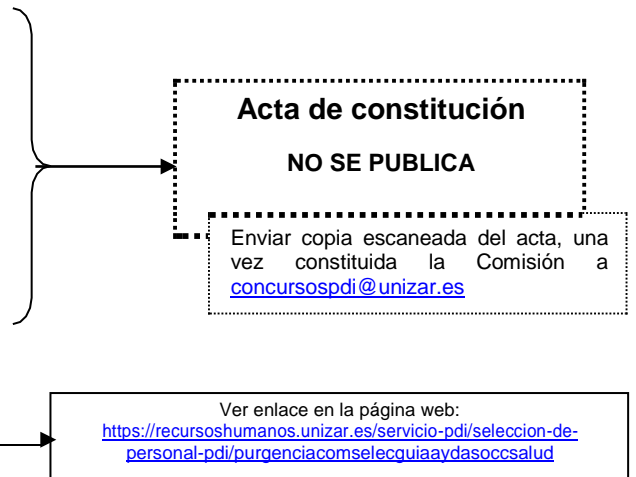 Acta de constitución
NO SE PUBLICA
Enviar copia escaneada del acta, una
vez constituida la Comisión a
concursospdi@unizar.es
Ver enlace en la página web:
https://recursoshumanos.unizar.es/servicio-pdi/seleccion-de-
personal-pdi/purgenciacomselecguiaaydasoccsalud